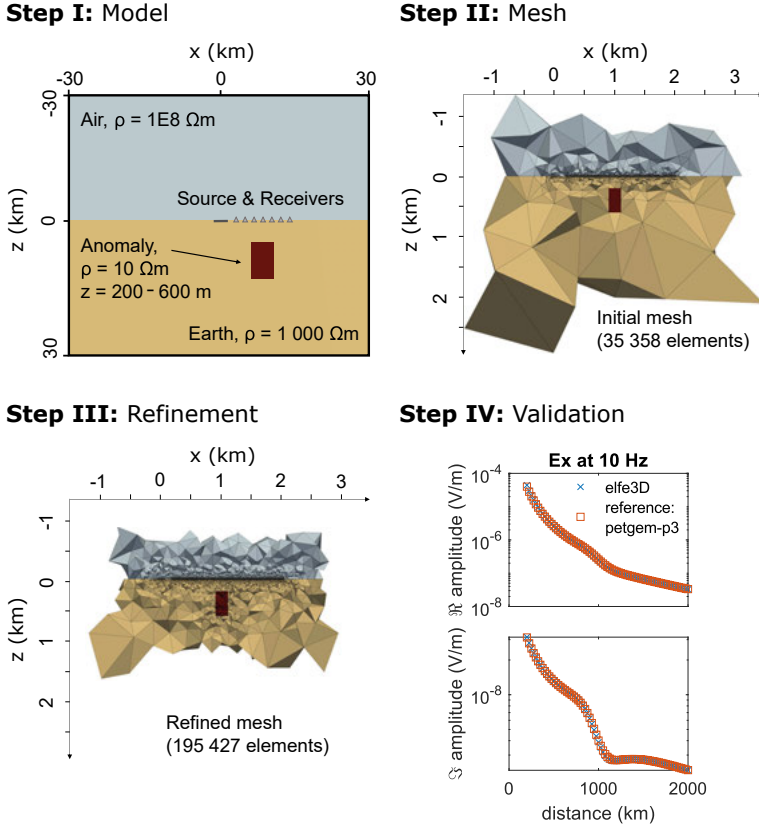 Step I: Model
x (km)
-30
0
30
-30
0
30
z (km)
Air, ρ = 1E8 Ωm
Source & Receivers
Anomaly,
ρ = 10 Ωm
z = 200 - 600 m
Earth, ρ = 1 000 Ωm
Step II: Mesh
x (km)
-1
0
1
2
3
-1
0
1
2
z (km)
Initial mesh
(35 358 elements)
Step III: Refinement
x (km)
-1
0
1
2
3
-1
0
1
2
z (km)
Refined mesh
(195 427 elements)
Step IV: Validation
Ex at 10 Hz
ℜ amplitude (V/m)
10⁻⁴
10⁻⁶
10⁻⁸
elfe3D
reference:
petgem-p3
ℑ amplitude (V/m)
10⁻⁸
0
1000
2000
distance (km)